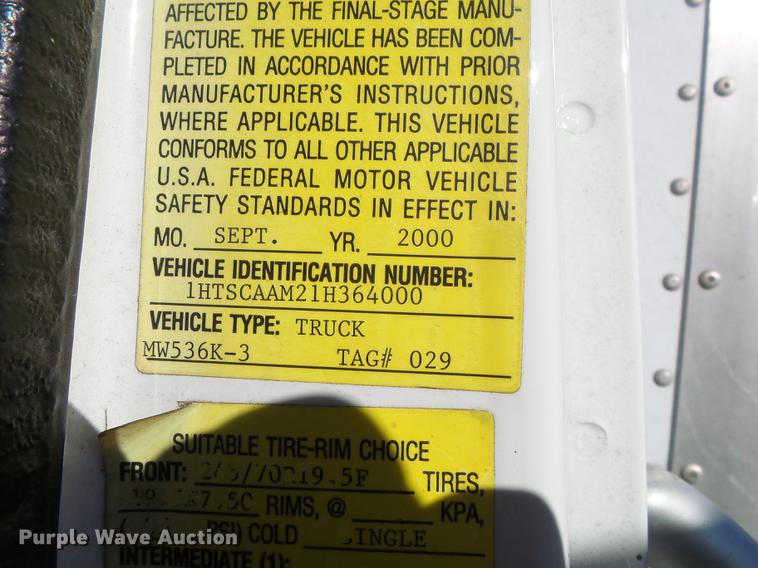 AFFECTED BY THE FINAL-STAGE MANU-
FACTURE. THE VEHICLE HAS BEEN COM-
PLETED IN ACCORDANCE WITH PRIOR
MANUFACTURER'S INSTRUCTIONS,
WHERE APPLICABLE. THIS VEHICLE
CONFORMS TO ALL OTHER APPLICABLE
U.S.A. FEDERAL MOTOR VEHICLE
SAFETY STANDARDS IN EFFECT IN:
MO. SEPT. YR. 2000
VEHICLE IDENTIFICATION NUMBER:
1HTSCAAM21H364000
VEHICLE TYPE: TRUCK
MW536K-3 TAG# 029
SUITABLE TIRE-RIM CHOICE
FRONT: TIRES,
RIMS, @ KPA,
PSI) COLD
INTERMEDIATE (1):
Purple Wave Auction